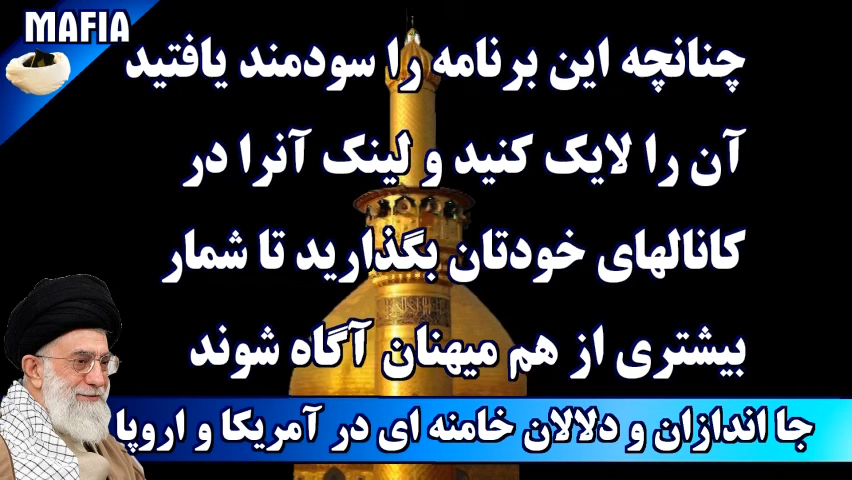 MAFIA
چنانچه این برنامه را سودمند یافتید
آن را لایک کنید و لینک آنرا در
کانالهای خودتان بگذارید تا شمار
بیشتری از هم میهنان آگاه شوند
جا اندازان و دلالان خامنه ای در آمریکا و اروپا